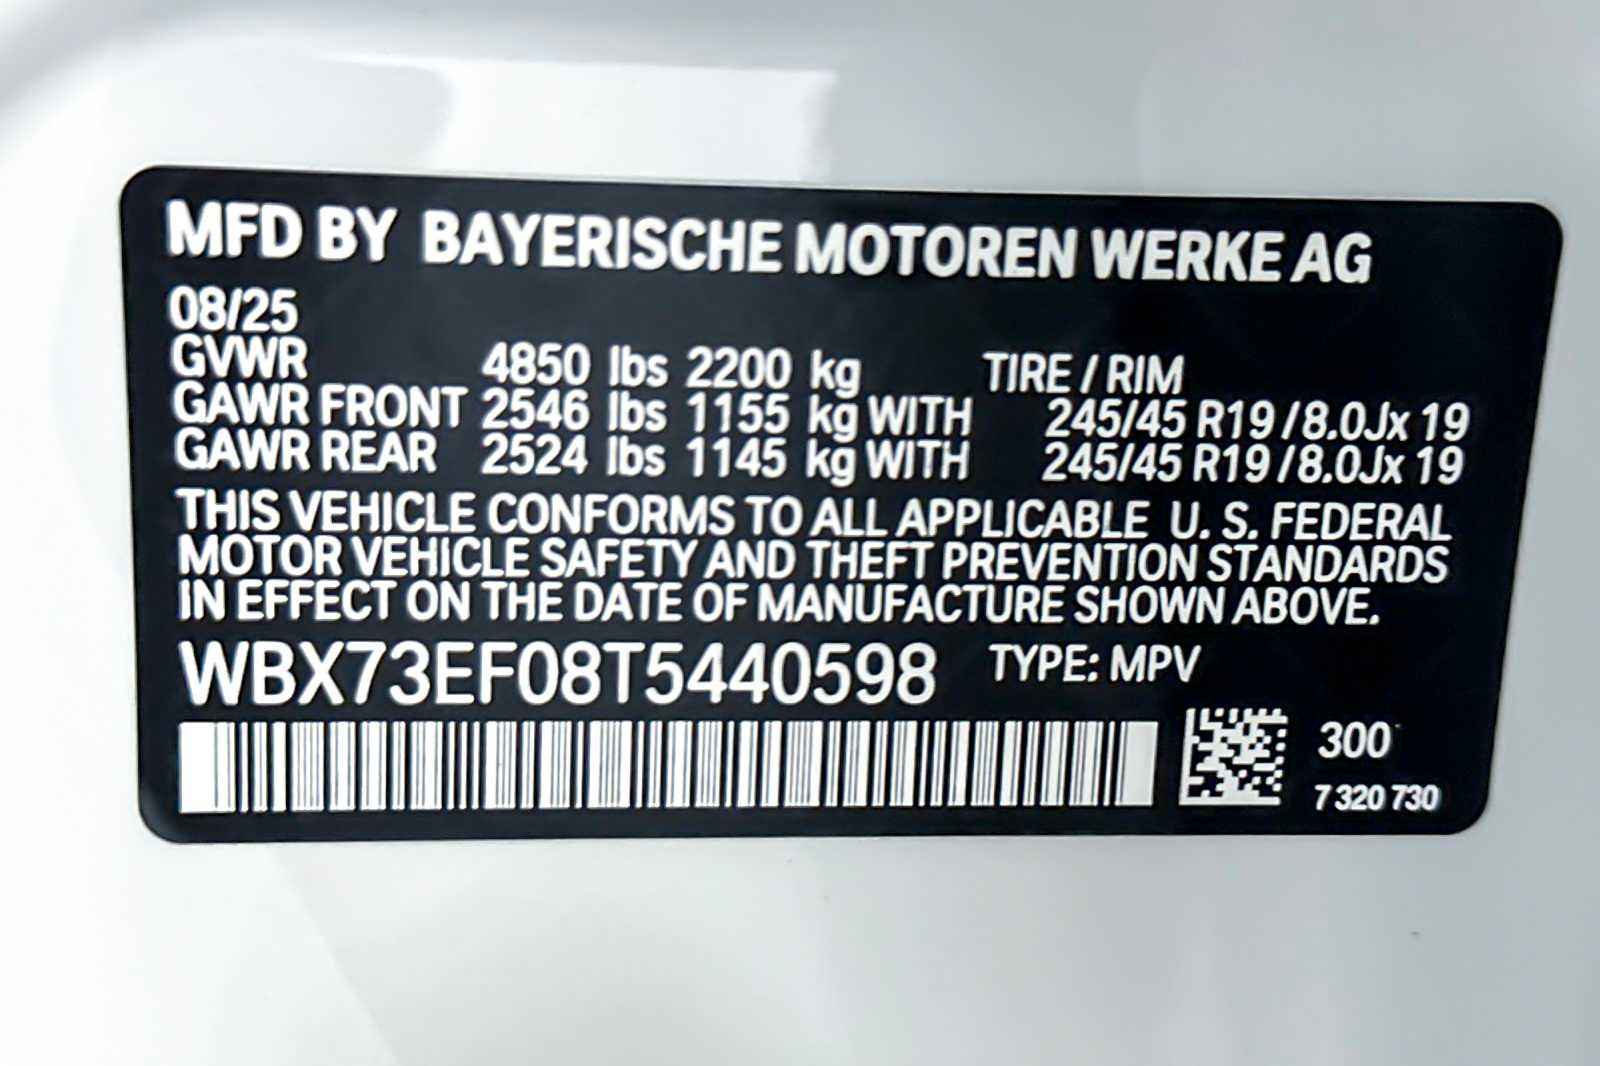 MFD BY BAYERISCHE MOTOREN WERKE AG
08/25
GVWR 4850 lbs 2200 kg TIRE / RIM
GAWR FRONT 2546 lbs 1155 kg WITH 245/45 R19 / 8.0Jx 19
GAWR REAR 2524 lbs 1145 kg WITH 245/45 R19 / 8.0Jx 19
THIS VEHICLE CONFORMS TO ALL APPLICABLE U. S. FEDERAL
MOTOR VEHICLE SAFETY AND THEFT PREVENTION STANDARDS
IN EFFECT ON THE DATE OF MANUFACTURE SHOWN ABOVE.
WBX73EF08T5440598 TYPE: MPV
300
7 320 730